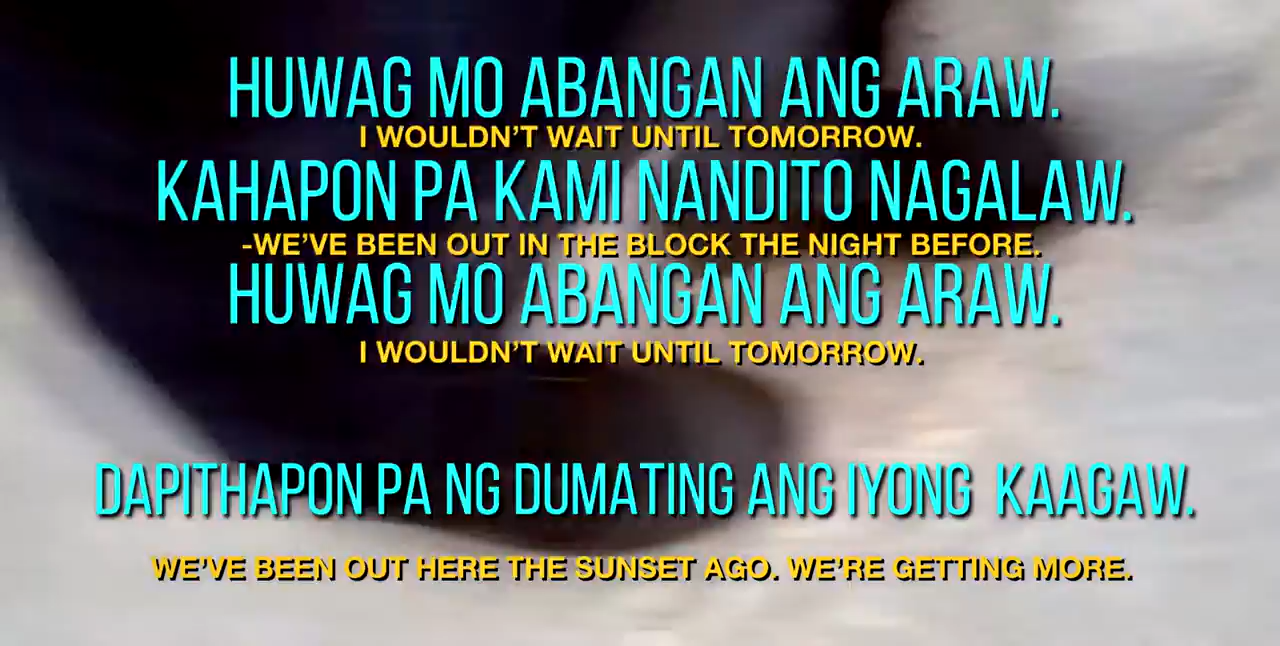 HUWAG MO ABANGAN ANG ARAW.
I WOULDN'T WAIT UNTIL TOMORROW.
KAHAPON PA KAMI NANDITO NAGALAW.
-WE'VE BEEN OUT IN THE BLOCK THE NIGHT BEFORE.
HUWAG MO ABANGAN ANG ARAW.
I WOULDN'T WAIT UNTIL TOMORROW.
DAPITHAPON PA NG DUMATING ANG IYONG KAAGAW.
WE'VE BEEN OUT HERE THE SUNSET AGO. WE'RE GETTING MORE.